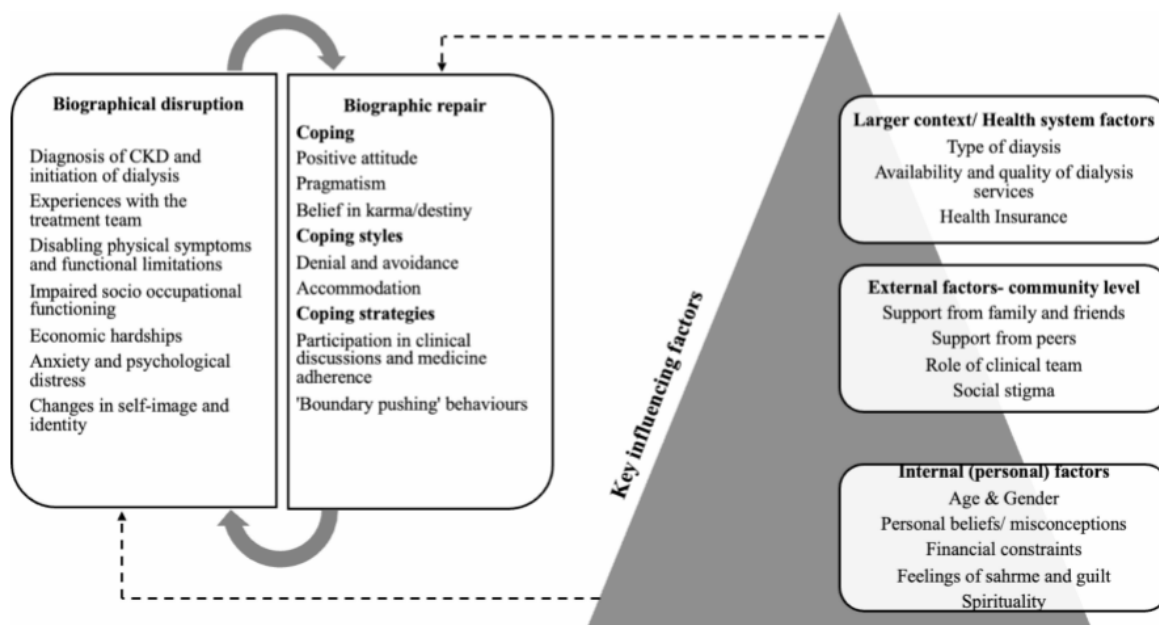 Biographical disruption
Diagnosis of CKD and
initiation of dialysis
Experiences with the
treatment team
Disabling physical symptoms
and functional limitations
Impaired socio occupational
functioning
Economic hardships
Anxiety and psychological
distress
Changes in self-image and
identity
Biographic repair
Coping
Positive attitude
Pragmatism
Belief in karma/destiny
Coping styles
Denial and avoidance
Accommodation
Coping strategies
Participation in clinical
discussions and medicine
adherence
'Boundary pushing' behaviours
Key influencing factors
Larger context/ Health system factors
Type of diaysis
Availability and quality of dialysis
services
Health Insurance
External factors- community level
Support from family and friends
Support from peers
Role of clinical team
Social stigma
Internal (personal) factors
Age & Gender
Personal beliefs/ misconceptions
Financial constraints
Feelings of sahrme and guilt
Spirituality